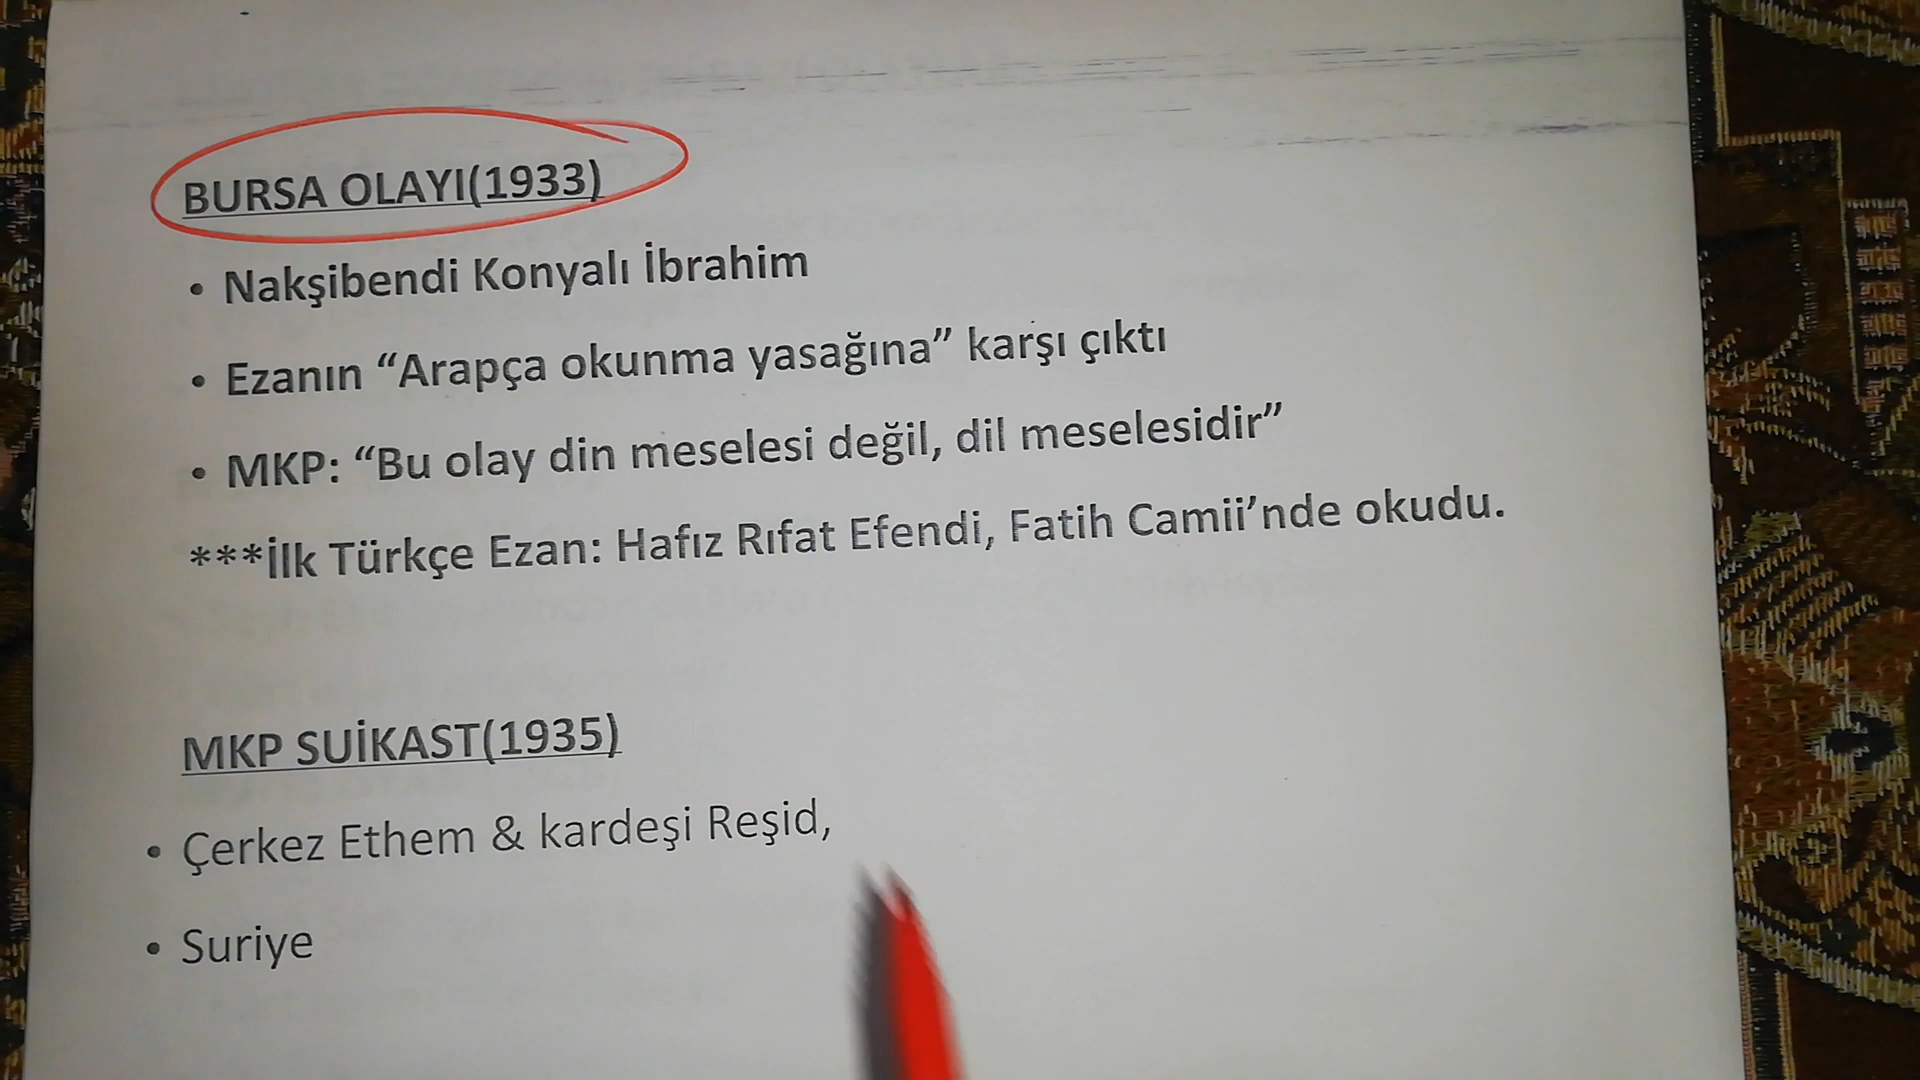 BURSA OLAYI(1933)
• Nakşibendi Konyalı İbrahim
• Ezanın “Arapça okunma yasağına” karşı çıktı
• MKP: “Bu olay din meselesi değil, dil meselesidir”
***İlk Türkçe Ezan: Hafız Rıfat Efendi, Fatih Camii’nde okudu.
MKP SUİKAST(1935)
• Çerkez Ethem & kardeşi Reşid,
• Suriye